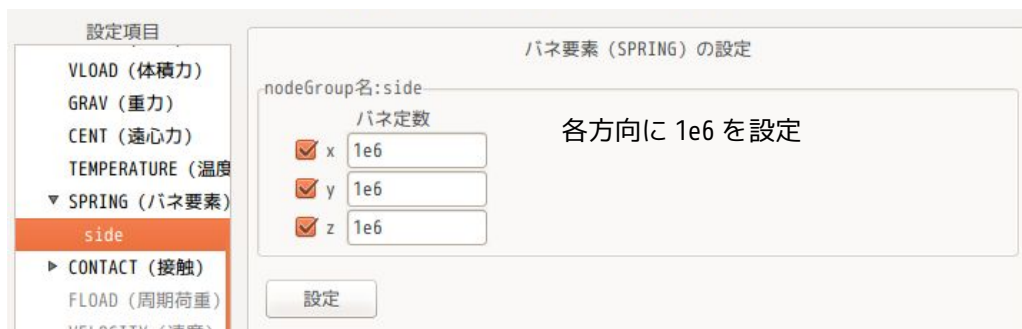 設定項目
VLOAD (体積力)
GRAV (重力)
CENT (遠心力)
TEMPERATURE (温度
▼ SPRING (バネ要素)
side
▶ CONTACT (接触)
FLOAD (周期荷重)
バネ要素 (SPRING) の設定
nodeGroup名:side
バネ定数
x 1e6
y 1e6
z 1e6
各方向に 1e6 を設定
設定